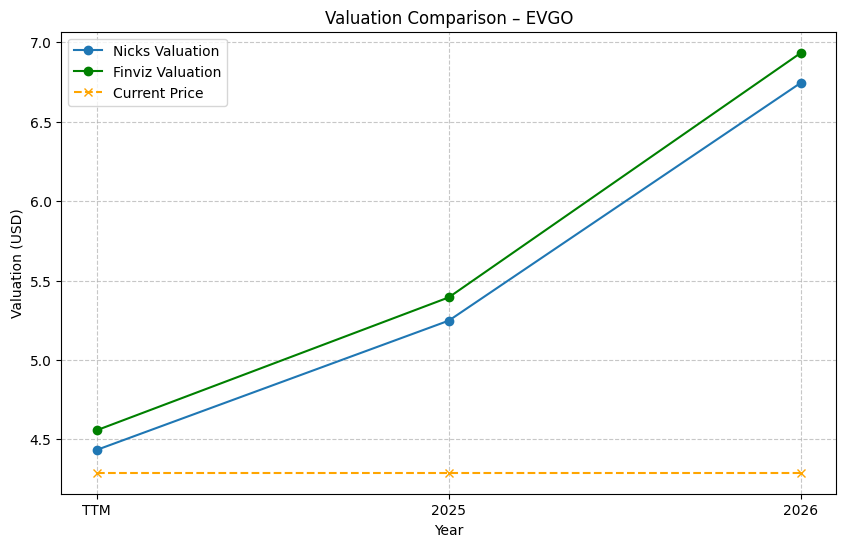 Valuation Comparison – EVGO
Nicks Valuation
Finviz Valuation
Current Price
Valuation (USD)
7.0
6.5
6.0
5.5
5.0
4.5
TTM
2025
2026
Year